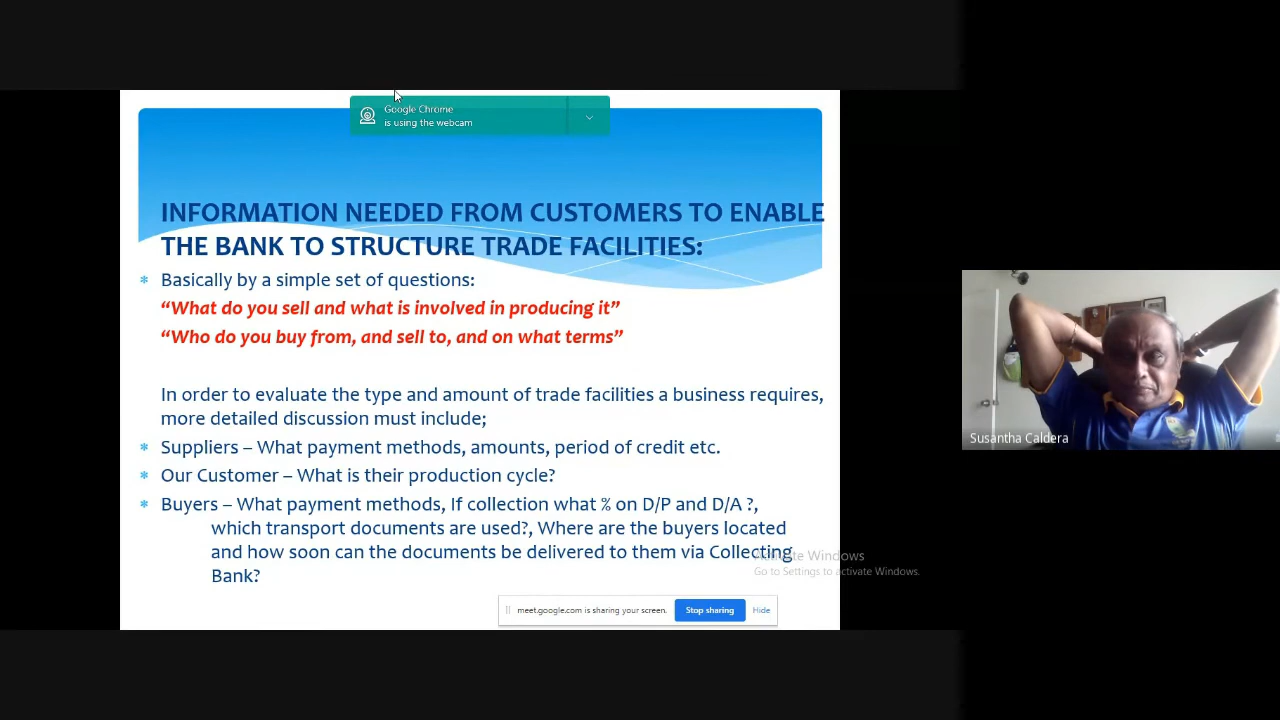 Google Chrome
is using the webcam
INFORMATION NEEDED FROM CUSTOMERS TO ENABLE
THE BANK TO STRUCTURE TRADE FACILITIES:
Basically by a simple set of questions:
“What do you sell and what is involved in producing it”
“Who do you buy from, and sell to, and on what terms”
In order to evaluate the type and amount of trade facilities a business requires,
more detailed discussion must include;
Suppliers – What payment methods, amounts, period of credit etc.
Our Customer – What is their production cycle?
Buyers – What payment methods, If collection what % on D/P and D/A ?,
which transport documents are used?, Where are the buyers located
and how soon can the documents be delivered to them via Collecting
Bank?
Activate Windows
Go to Settings to activate Windows.
meet.google.com is sharing your screen.
Stop sharing
Hide
Susantha Caldera